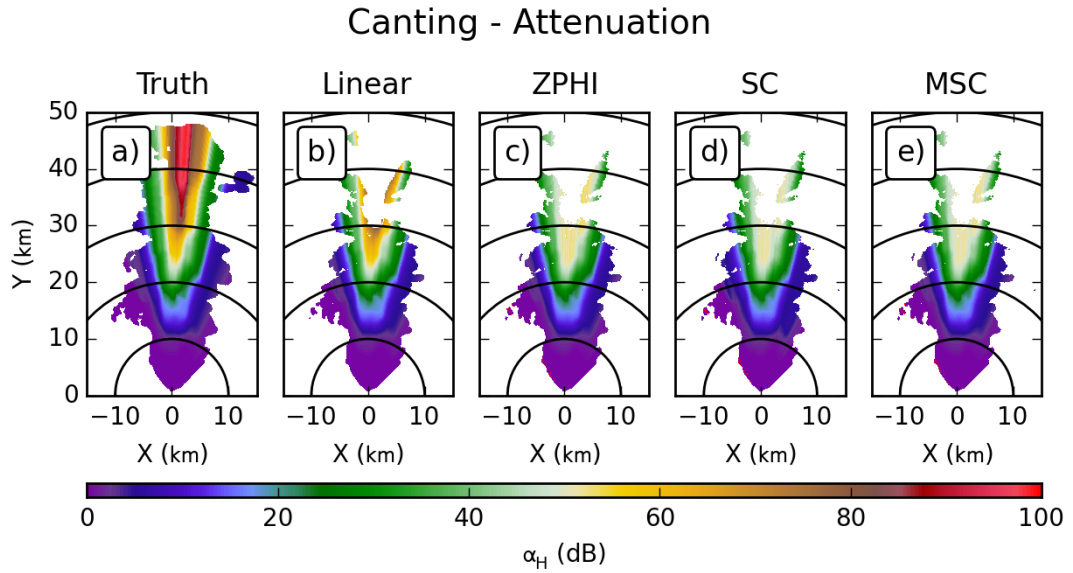 Canting - Attenuation
Truth Linear ZPHI SC MSC
a) b) c) d) e)
50
40
30
20
10
0
Y (km)
−10 0 10 −10 0 10 −10 0 10 −10 0 10 −10 0 10
X (km) X (km) X (km) X (km) X (km)
0 20 40 60 80 100
α_H (dB)